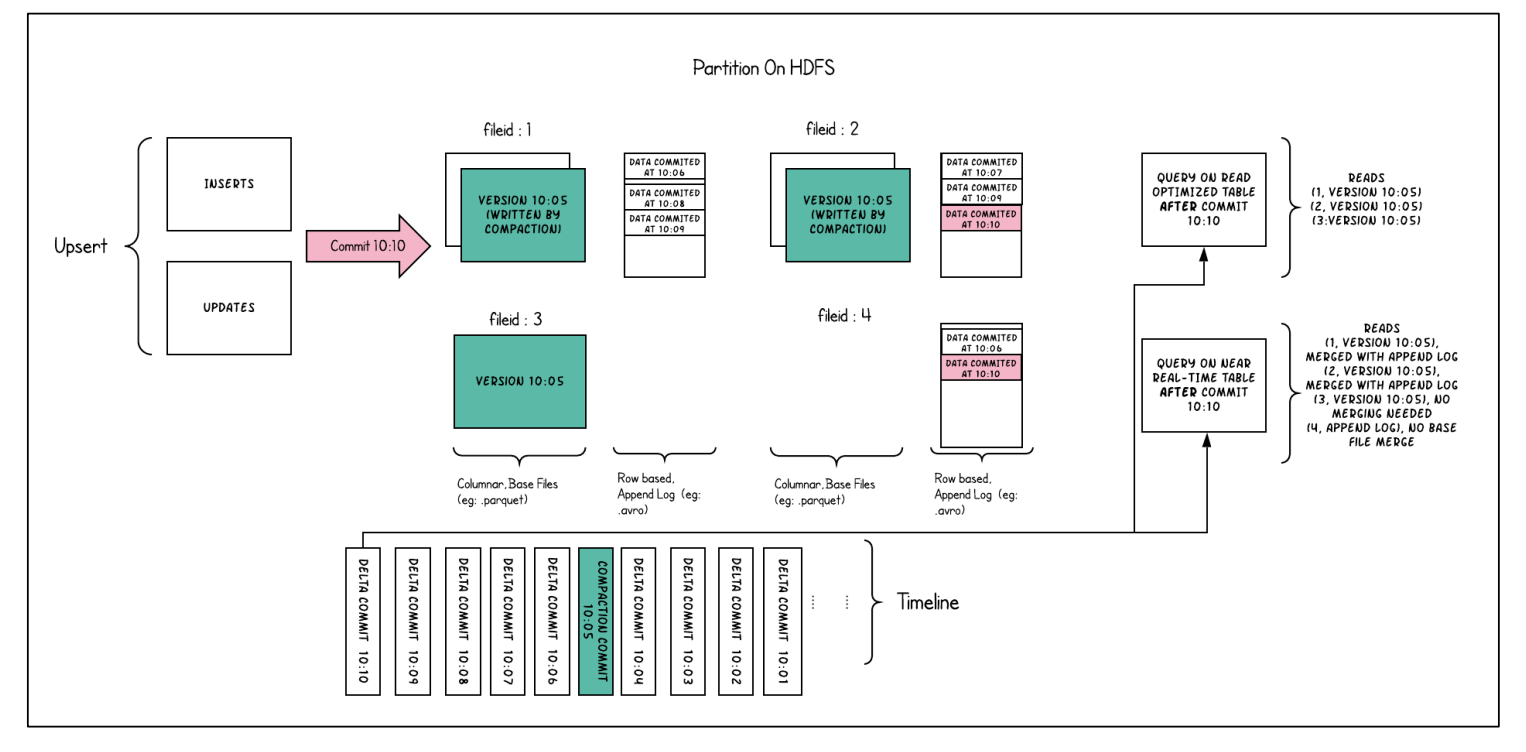 Partition On HDFS
Upsert
INSERTS
UPDATES
Commit 10:10
fileid : 1
VERSION 10:05
(WRITTEN BY
COMPACTION)
DATA COMMITED
AT 10:06
DATA COMMITED
AT 10:08
DATA COMMITED
AT 10:09
fileid : 2
VERSION 10:05
(WRITTEN BY
COMPACTION)
DATA COMMITED
AT 10:07
DATA COMMITED
AT 10:09
DATA COMMITED
AT 10:10
fileid : 3
VERSION 10:05
fileid : 4
DATA COMMITED
AT 10:06
DATA COMMITED
AT 10:10
Columnar,Base Files
(eg: .parquet)
Row based,
Append Log (eg:
.avro)
Columnar,Base Files
(eg: .parquet)
Row based,
Append Log (eg:
.avro)
QUERY ON READ
OPTIMIZED TABLE
AFTER COMMIT
10:10
READS
(1, VERSION 10:05)
(2, VERSION 10:05)
(3:VERSION 10:05)
QUERY ON NEAR
REAL-TIME TABLE
AFTER COMMIT
10:10
READS
(1, VERSION 10:05),
MERGED WITH APPEND LOG
(2, VERSION 10:05),
MERGED WITH APPEND LOG
(3, VERSION 10:05), NO
MERGING NEEDED
(4, APPEND LOG), NO BASE
FILE MERGE
DELTA COMMIT 10:10
DELTA COMMIT 10:09
DELTA COMMIT 10:08
DELTA COMMIT 10:07
DELTA COMMIT 10:06
COMPACTION COMMIT
10:05
DELTA COMMIT 10:04
DELTA COMMIT 10:03
DELTA COMMIT 10:02
DELTA COMMIT 10:01
Timeline